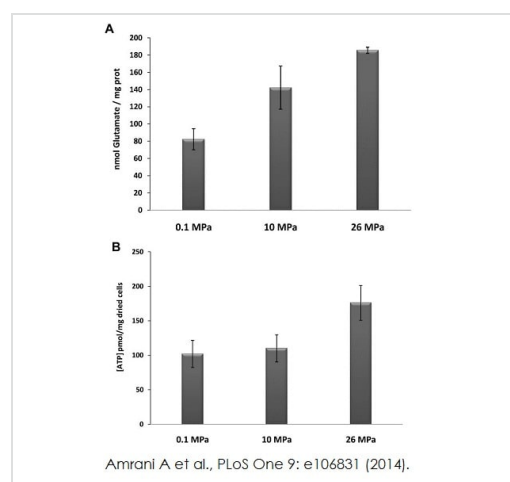 A
nmol Glutamate / mg prot
200
180
160
140
120
100
80
60
40
20
0
0.1 MPa 10 MPa 26 MPa
B
[ATP] pmol/mg dried cells
250
200
150
100
50
0
0.1 MPa 10 MPa 26 MPa
Amrani A et al., PLoS One 9: e106831 (2014).